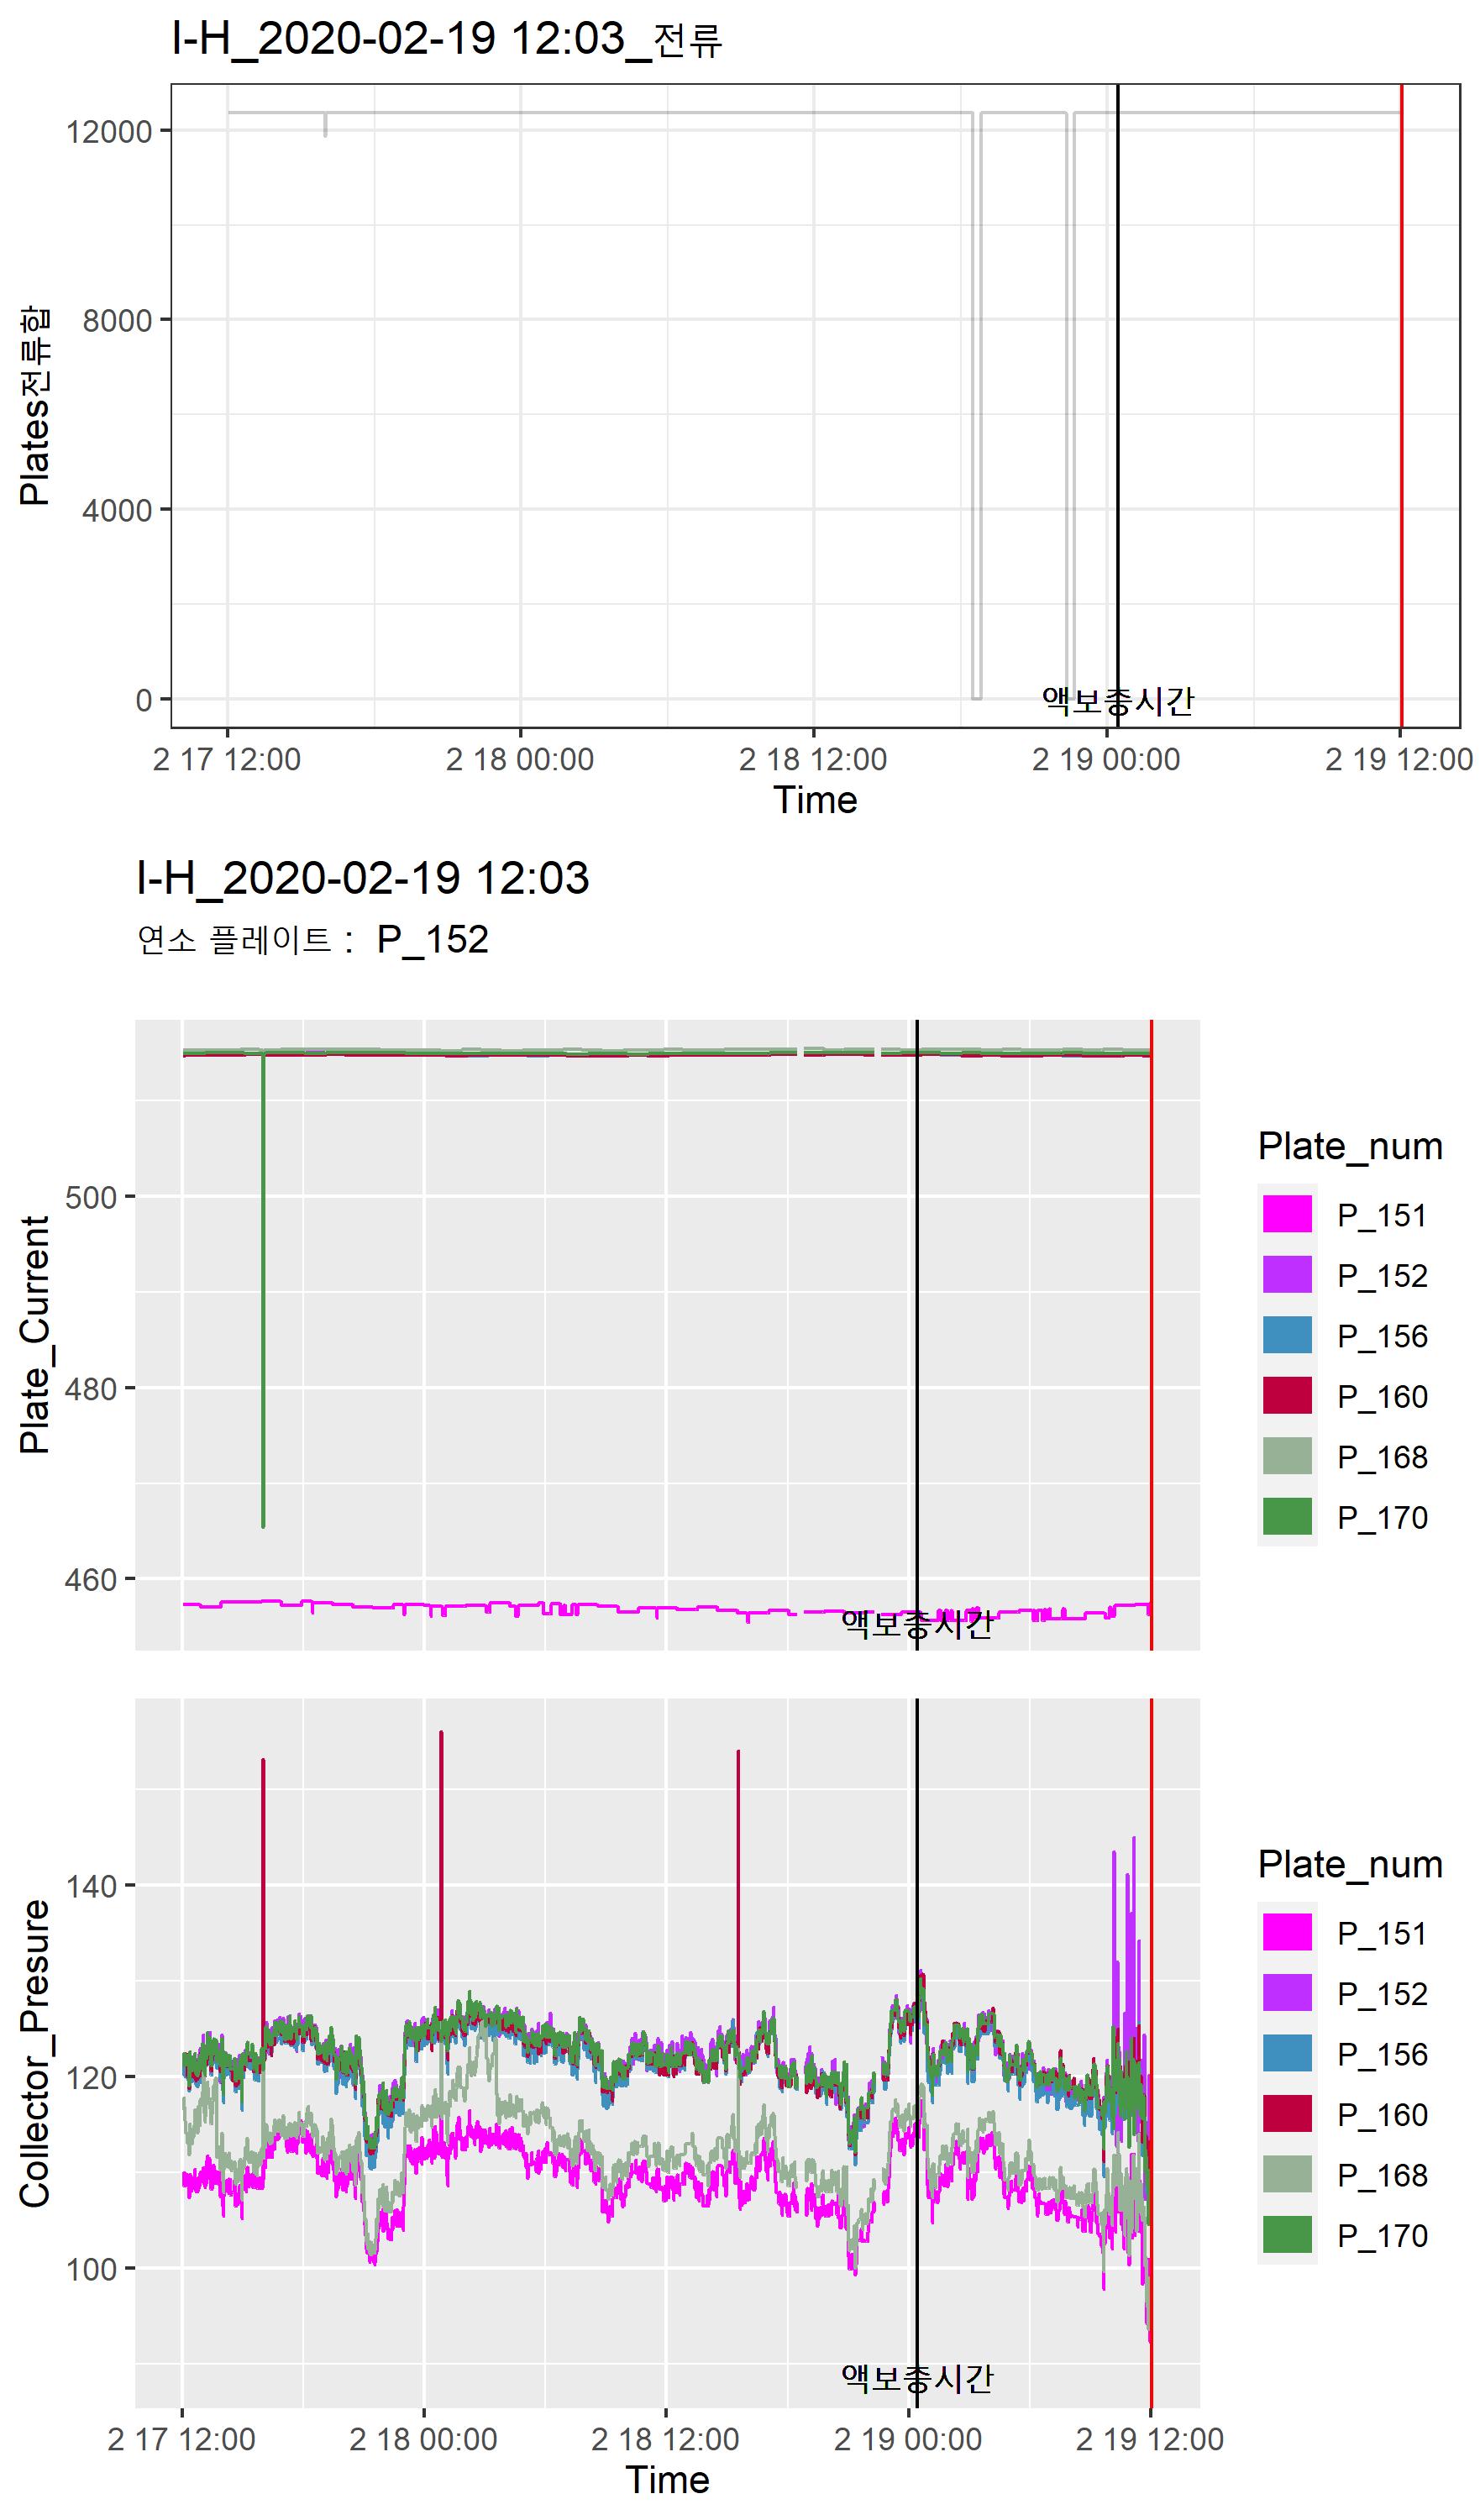 I-H_2020-02-19 12:03_전류
12000
8000
4000
0
Plates전류합
액보충시간
2 17 12:00
2 18 00:00
2 18 12:00
2 19 00:00
2 19 12:00
Time
I-H_2020-02-19 12:03
연소 플레이트 : P_152
500
480
460
Plate_Current
액보충시간
Plate_num
P_151
P_152
P_156
P_160
P_168
P_170
140
120
100
Collector_Presure
액보충시간
Plate_num
P_151
P_152
P_156
P_160
P_168
P_170
2 17 12:00
2 18 00:00
2 18 12:00
2 19 00:00
2 19 12:00
Time